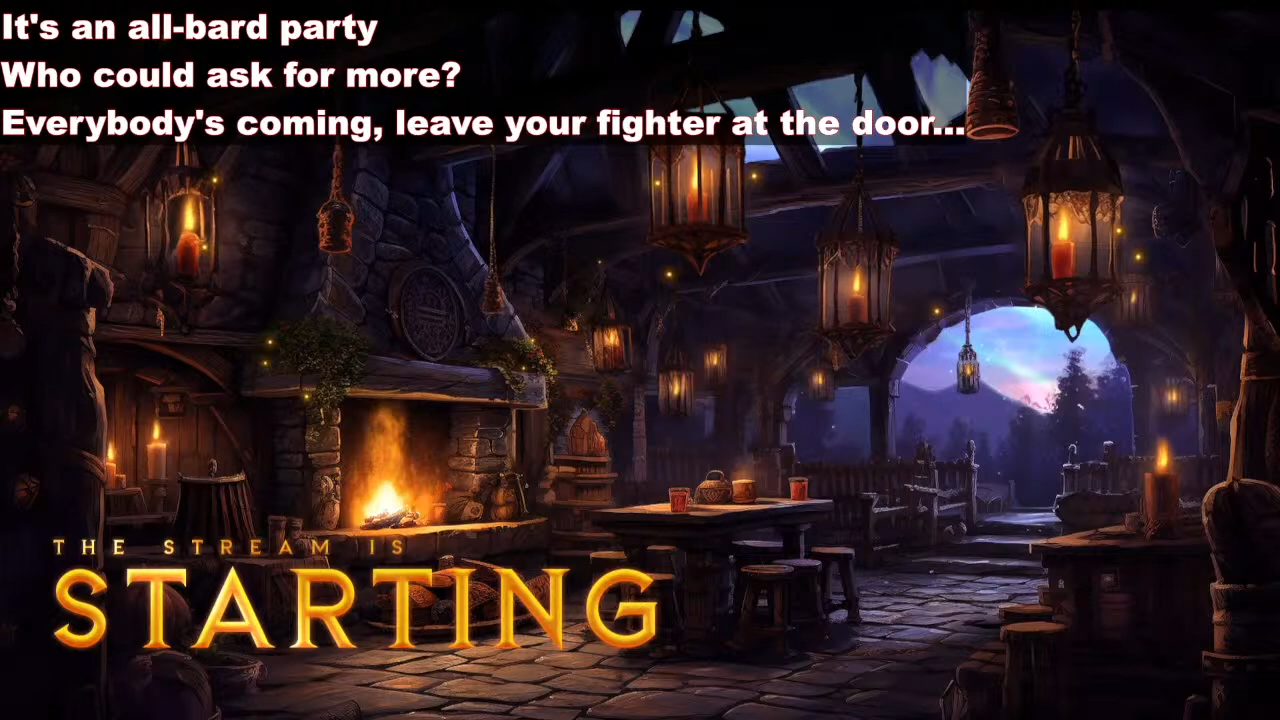 It's an all-bard party
Who could ask for more?
Everybody's coming, leave your fighter at the door...
THE STREAM IS
STARTING